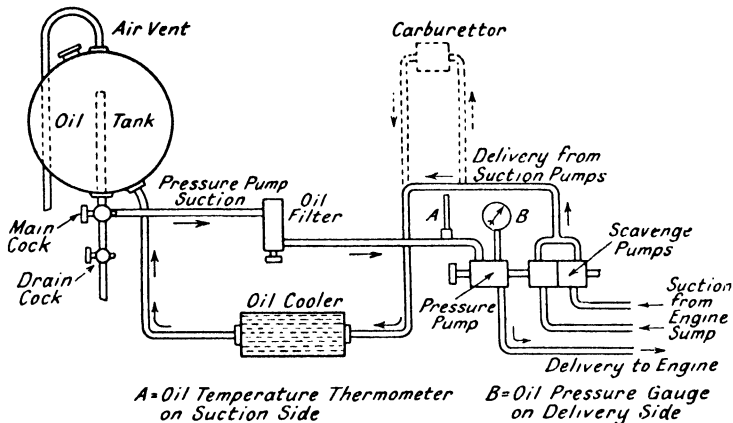 Air Vent
Carburettor
Oil Tank
Pressure Pump
Suction
Oil
Filter
Delivery from
Suction Pumps
A
B
Main
Cock
Drain
Cock
Scavenge
Pumps
Oil Cooler
Pressure
Pump
Suction
From
Engine
Sump
Delivery to Engine
A=Oil Temperature Thermometer
on Suction Side
B=Oil Pressure Gauge
on Delivery Side